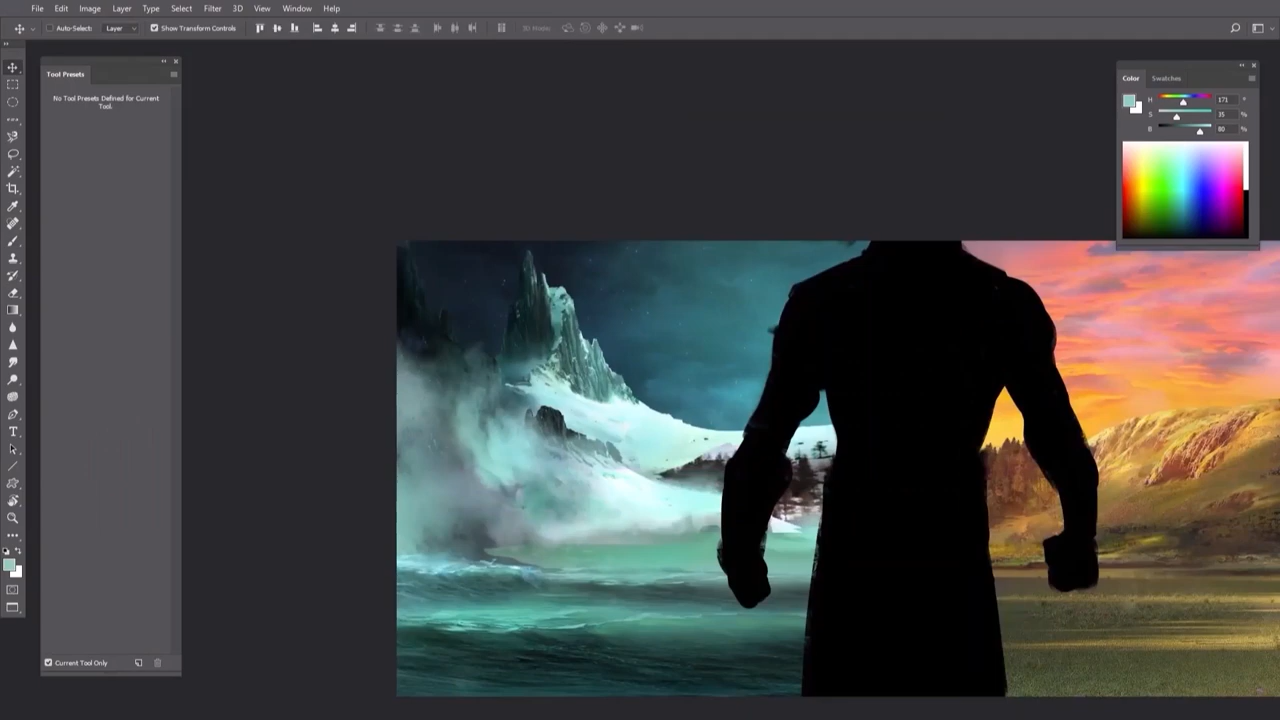 File Edit Image Layer Type Select Filter 3D View Window Help
Auto-Select: Layer Show Transform Controls
Tool Presets
No Tool Presets Defined for Current
Tool.
Color Swatches
H 171 °
S 35 %
B 80 %
Current Tool Only